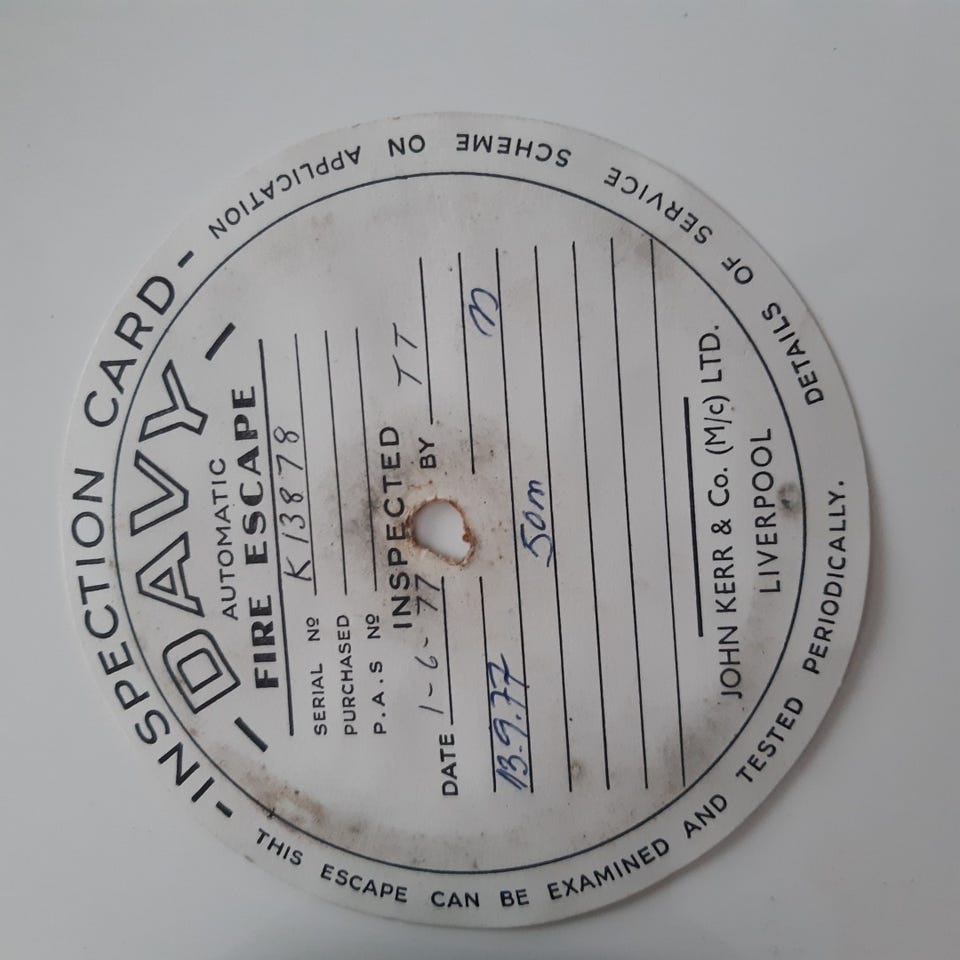 - INSPECTION CARD -
DAVY
AUTOMATIC
FIRE ESCAPE
SERIAL Nº K13878
PURCHASED
P.A.S Nº
INSPECTED
DATE 1-6-77 BY TT
13.9.77
50m
JOHN KERR & Co. (M/c) LTD.
LIVERPOOL
THIS ESCAPE CAN BE EXAMINED AND TESTED PERIODICALLY.
DETAILS OF SERVICE SCHEME ON APPLICATION